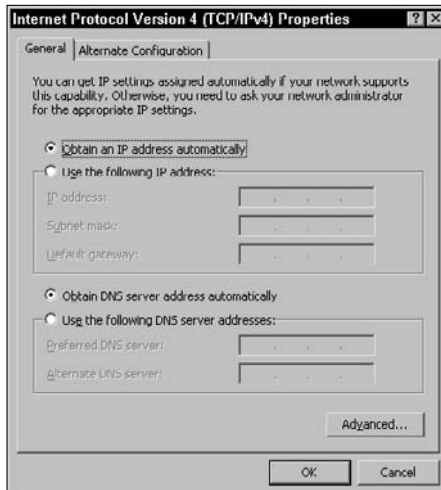 Internet Protocol Version 4 (TCP/IPv4) Properties ? X
General Alternate Configuration
You can get IP settings assigned automatically if your network supports
this capability. Otherwise, you need to ask your network administrator
for the appropriate IP settings.
Obtain an IP address automatically
Use the following IP address:
IP address:
Subnet mask:
Default gateway:
Obtain DNS server address automatically
Use the following DNS server addresses:
Preferred DNS server:
Alternate DNS server:
Advanced...
OK Cancel